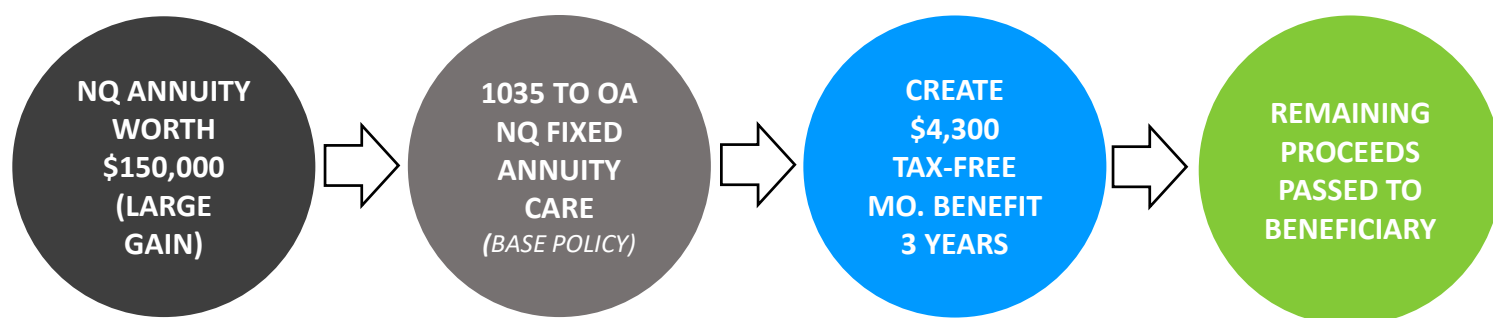 NQ ANNUITY
WORTH
$150,000
(LARGE
GAIN)
1035 TO OA
NQ FIXED
ANNUITY
CARE
(BASE POLICY)
CREATE
$4,300
TAX-FREE
MO. BENEFIT
3 YEARS
REMAINING
PROCEEDS
PASSED TO
BENEFICIARY